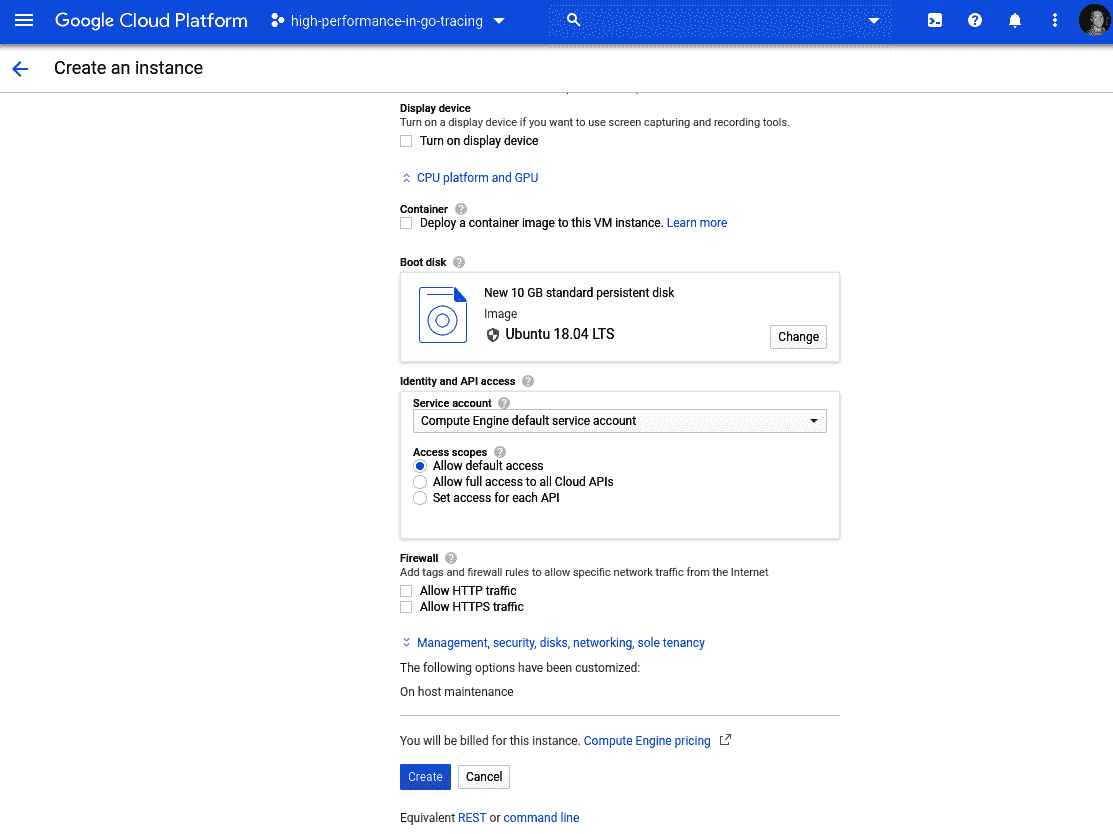 Google Cloud Platform high-performance-in-go-tracing
Create an instance
Display device
Turn on a display device if you want to use screen capturing and recording tools.
Turn on display device
CPU platform and GPU
Container
Deploy a container image to this VM instance. Learn more
Boot disk
New 10 GB standard persistent disk
Image
Ubuntu 18.04 LTS
Change
Identity and API access
Service account
Compute Engine default service account
Access scopes
Allow default access
Allow full access to all Cloud APIs
Set access for each API
Firewall
Add tags and firewall rules to allow specific network traffic from the Internet
Allow HTTP traffic
Allow HTTPS traffic
Management, security, disks, networking, sole tenancy
The following options have been customized:
On host maintenance
You will be billed for this instance. Compute Engine pricing
Create Cancel
Equivalent REST or command line